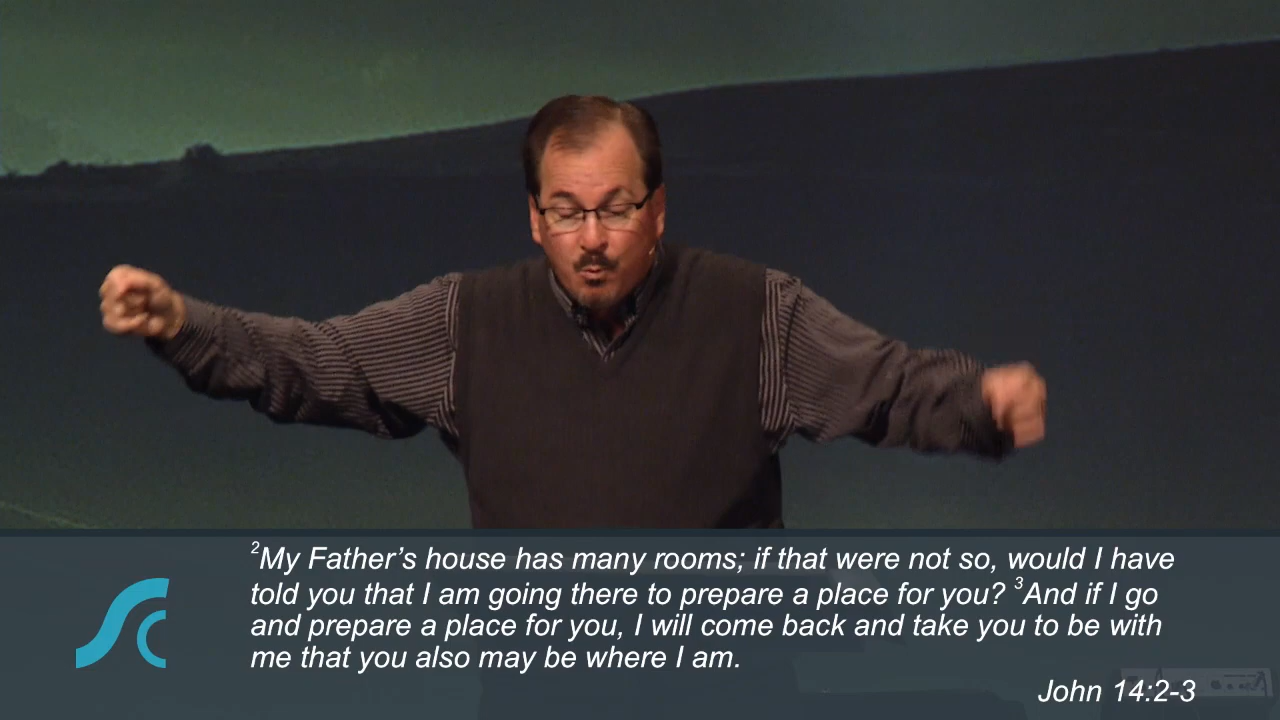 ²My Father’s house has many rooms; if that were not so, would I have
told you that I am going there to prepare a place for you? ³And if I go
and prepare a place for you, I will come back and take you to be with
me that you also may be where I am.
John 14:2-3